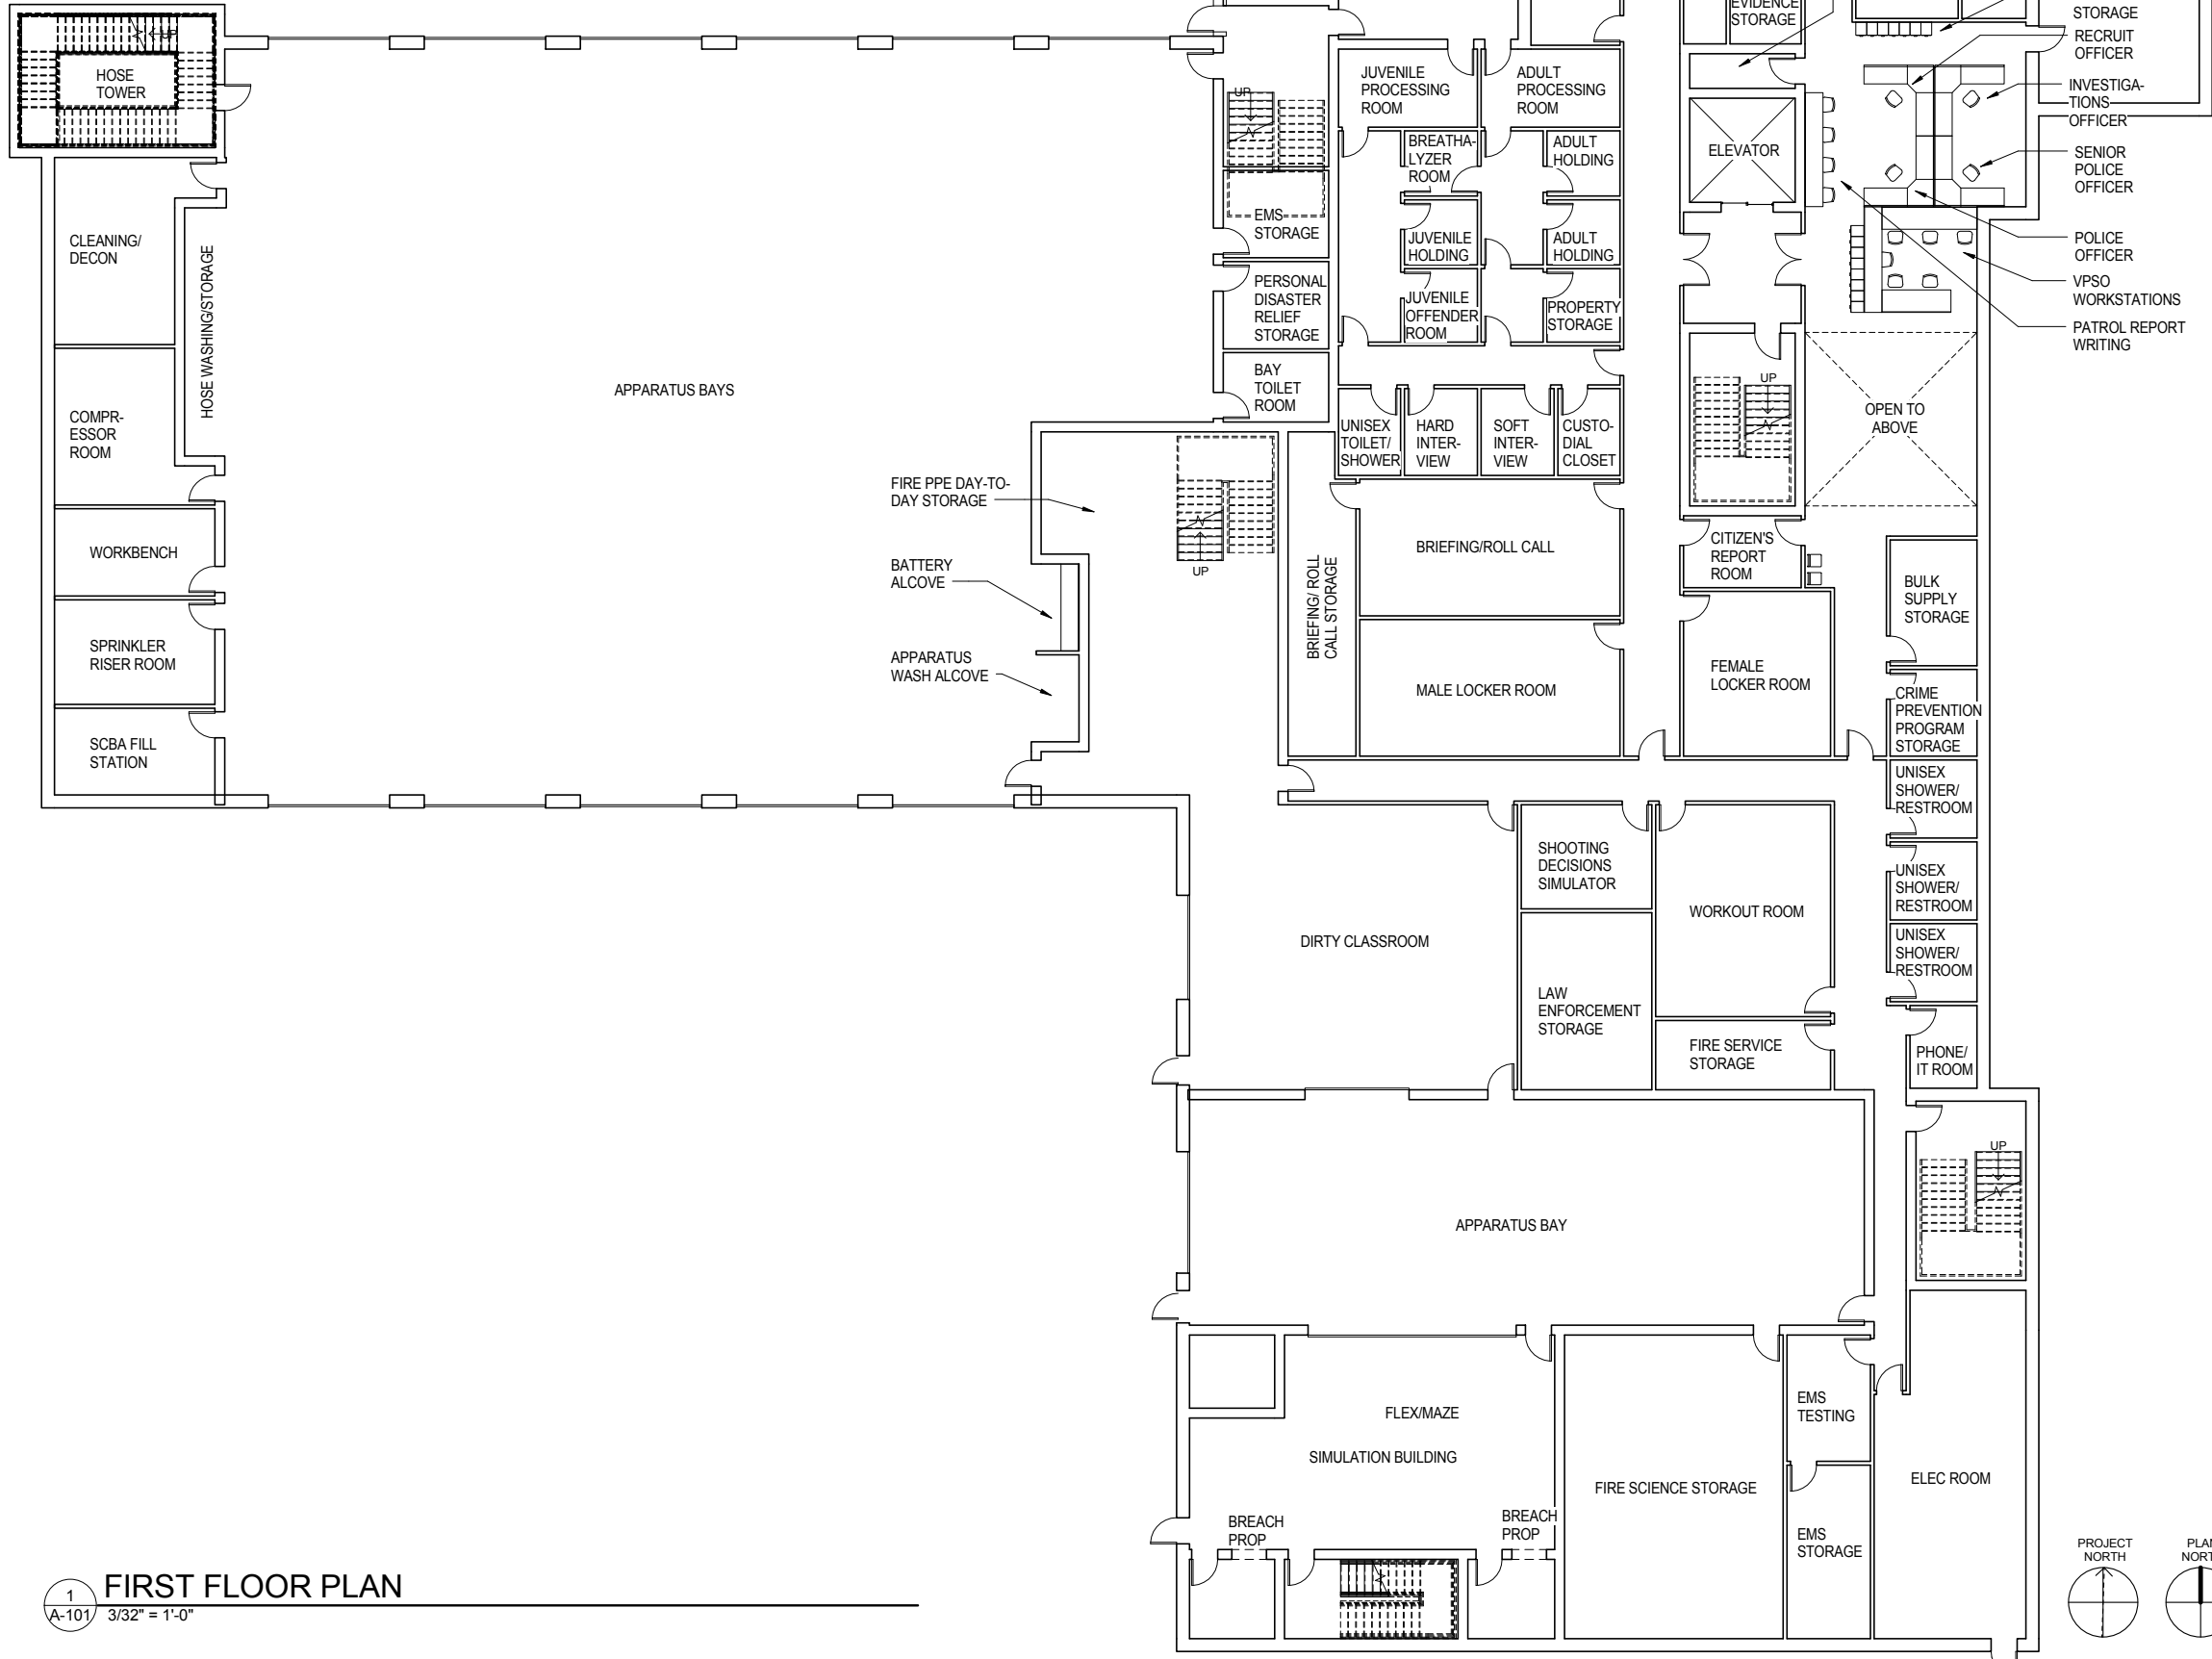 EVIDENCE
STORAGE
STORAGE
RECRUIT
OFFICER
INVESTIGA-
TIONS
OFFICER
SENIOR
POLICE
OFFICER
POLICE
OFFICER
VPSO
WORKSTATIONS
PATROL REPORT
WRITING
UP
HOSE
TOWER
CLEANING/
DECON
HOSE WASHING/STORAGE
COMPR-
ESSOR
ROOM
WORKBENCH
SPRINKLER
RISER ROOM
SCBA FILL
STATION
APPARATUS BAYS
UP
EMS
STORAGE
PERSONAL
DISASTER
RELIEF
STORAGE
BAY
TOILET
ROOM
FIRE PPE DAY-TO-
DAY STORAGE
BATTERY
ALCOVE
APPARATUS
WASH ALCOVE
UP
JUVENILE
PROCESSING
ROOM
ADULT
PROCESSING
ROOM
BREATHA-
LYZER
ROOM
ADULT
HOLDING
JUVENILE
HOLDING
ADULT
HOLDING
JUVENILE
OFFENDER
ROOM
PROPERTY
STORAGE
UNISEX
TOILET/
SHOWER
HARD
INTER-
VIEW
SOFT
INTER-
VIEW
CUSTO-
DIAL
CLOSET
BRIEFING/ ROLL
CALL STORAGE
BRIEFING/ROLL CALL
MALE LOCKER ROOM
ELEVATOR
UP
OPEN TO
ABOVE
CITIZEN'S
REPORT
ROOM
FEMALE
LOCKER ROOM
BULK
SUPPLY
STORAGE
CRIME
PREVENTION
PROGRAM
STORAGE
UNISEX
SHOWER/
RESTROOM
UNISEX
SHOWER/
RESTROOM
UNISEX
SHOWER/
RESTROOM
PHONE/
IT ROOM
SHOOTING
DECISIONS
SIMULATOR
WORKOUT ROOM
DIRTY CLASSROOM
LAW
ENFORCEMENT
STORAGE
FIRE SERVICE
STORAGE
UP
APPARATUS BAY
FLEX/MAZE
SIMULATION BUILDING
BREACH
PROP
BREACH
PROP
FIRE SCIENCE STORAGE
EMS
TESTING
EMS
STORAGE
ELEC ROOM
1
A-101
FIRST FLOOR PLAN
3/32" = 1'-0"
PROJECT
NORTH